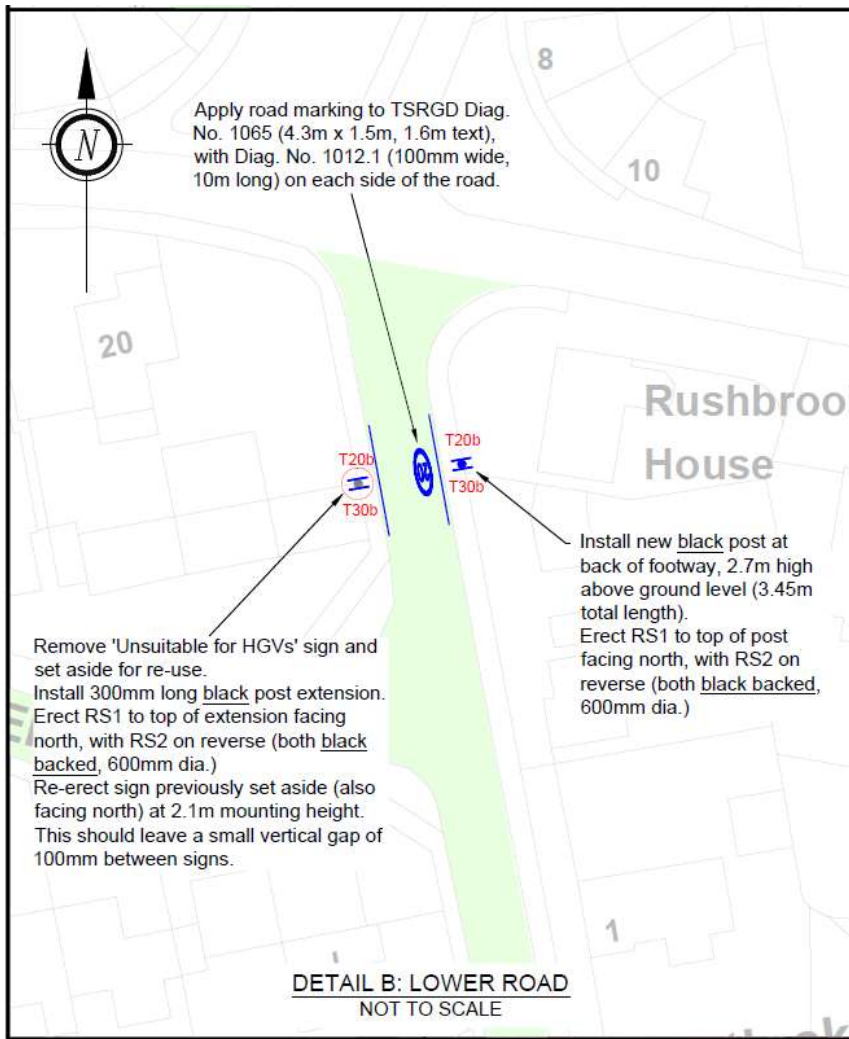 8
N
Apply road marking to TSRGD Diag.
No. 1065 (4.3m x 1.5m, 1.6m text),
with Diag. No. 1012.1 (100mm wide,
10m long) on each side of the road.
10
20
Rushbroo
House
T20b
T30b
20
T20b
T30b
Install new black post at
back of footway, 2.7m high
above ground level (3.45m
total length).
Erect RS1 to top of post
facing north, with RS2 on
reverse (both black backed,
600mm dia.)
Remove 'Unsuitable for HGVs' sign and
set aside for re-use.
Install 300mm long black post extension.
Erect RS1 to top of extension facing
north, with RS2 on reverse (both black
backed, 600mm dia.)
Re-erect sign previously set aside (also
facing north) at 2.1m mounting height.
This should leave a small vertical gap of
100mm between signs.
1
DETAIL B: LOWER ROAD
NOT TO SCALE